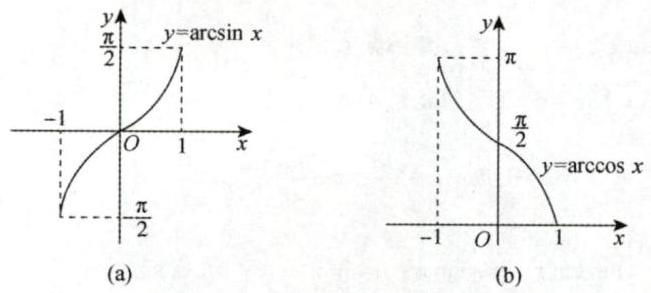 y
π/2
y=arcsin x
-1
O
1
x
-π/2
(a)
y
π
π/2
y=arccos x
-1
O
1
x
(b)